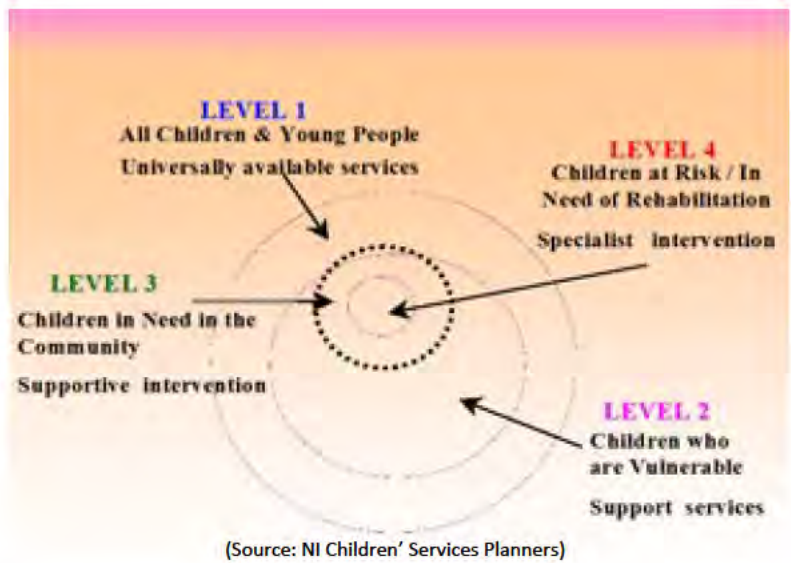 LEVEL 1
All Children & Young People
Universally available services
LEVEL 4
Children at Risk / In
Need of Rehabilitation
Specialist intervention
LEVEL 3
Children in Need in the
Community
Supportive intervention
LEVEL 2
Children who
are Vulnerable
Support services
(Source: NI Children’ Services Planners)